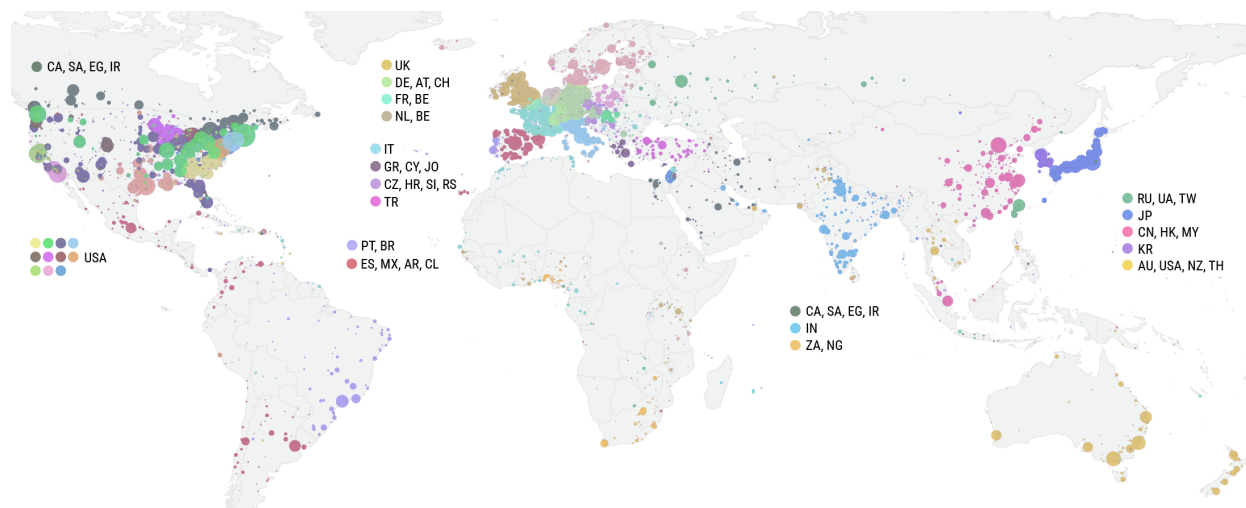 CA, SA, EG, IR
UK
DE, AT, CH
FR, BE
NL, BE
IT
GR, CY, JO
CZ, HR, SI, RS
TR
USA
PT, BR
ES, MX, AR, CL
CA, SA, EG, IR
IN
ZA, NG
RU, UA, TW
JP
CN, HK, MY
KR
AU, USA, NZ, TH